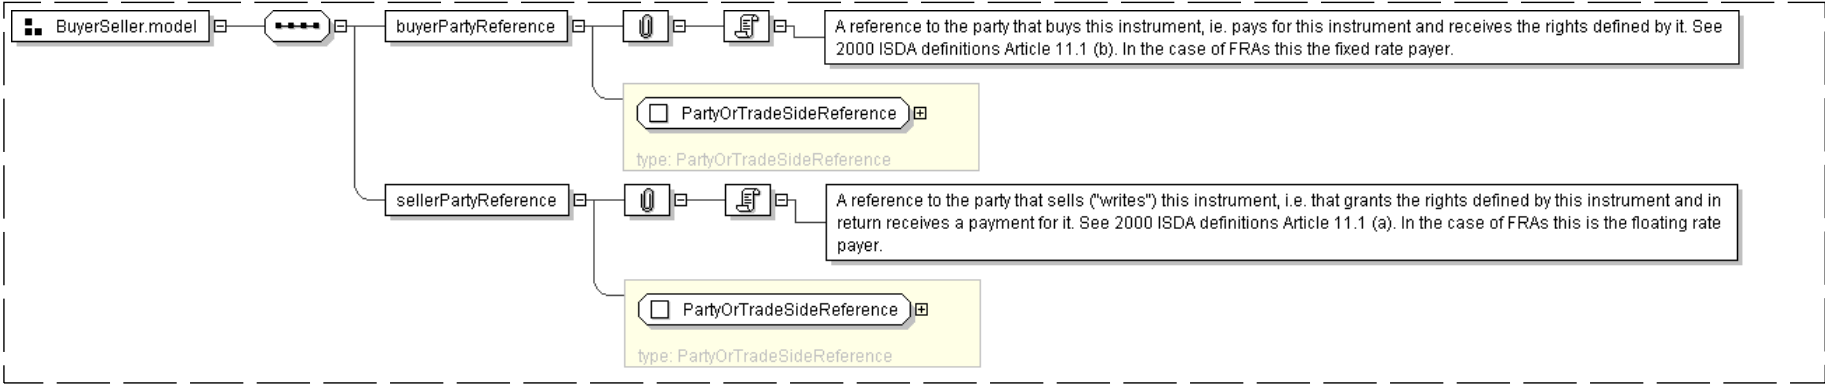 BuyerSeller.model
buyerPartyReference
A reference to the party that buys this instrument, ie. pays for this instrument and receives the rights defined by it. See
2000 ISDA definitions Article 11.1 (b). In the case of FRAs this the fixed rate payer.
PartyOrTradeSideReference
type: PartyOrTradeSideReference
sellerPartyReference
A reference to the party that sells ("writes") this instrument, i.e. that grants the rights defined by this instrument and in
return receives a payment for it. See 2000 ISDA definitions Article 11.1 (a). In the case of FRAs this is the floating rate
payer.
PartyOrTradeSideReference
type: PartyOrTradeSideReference